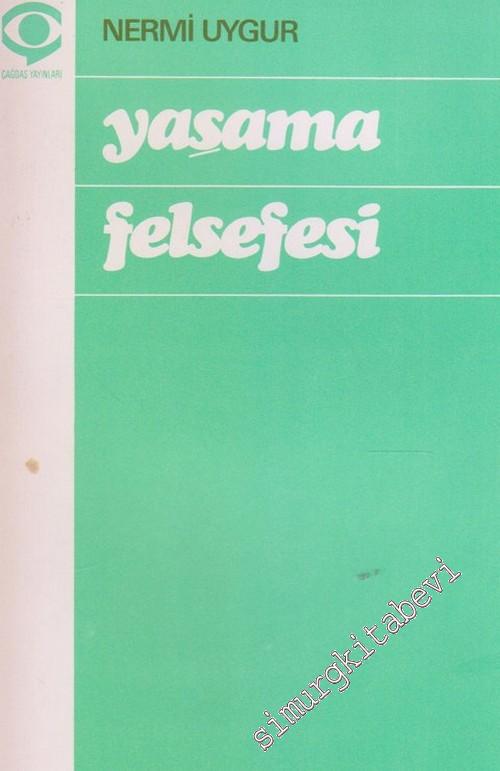 NERMİ UYGUR
ÇAĞDAŞ YAYINLARI
yaşama
felsefesi
simurgkitabevi